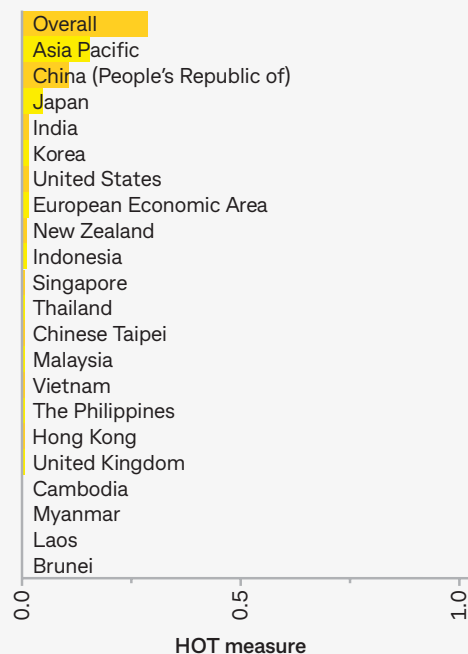 Overall
Asia Pacific
China (People’s Republic of)
Japan
India
Korea
United States
European Economic Area
New Zealand
Indonesia
Singapore
Thailand
Chinese Taipei
Malaysia
Vietnam
The Philippines
Hong Kong
United Kingdom
Cambodia
Myanmar
Laos
Brunei
0.0 0.5 1.0
HOT measure